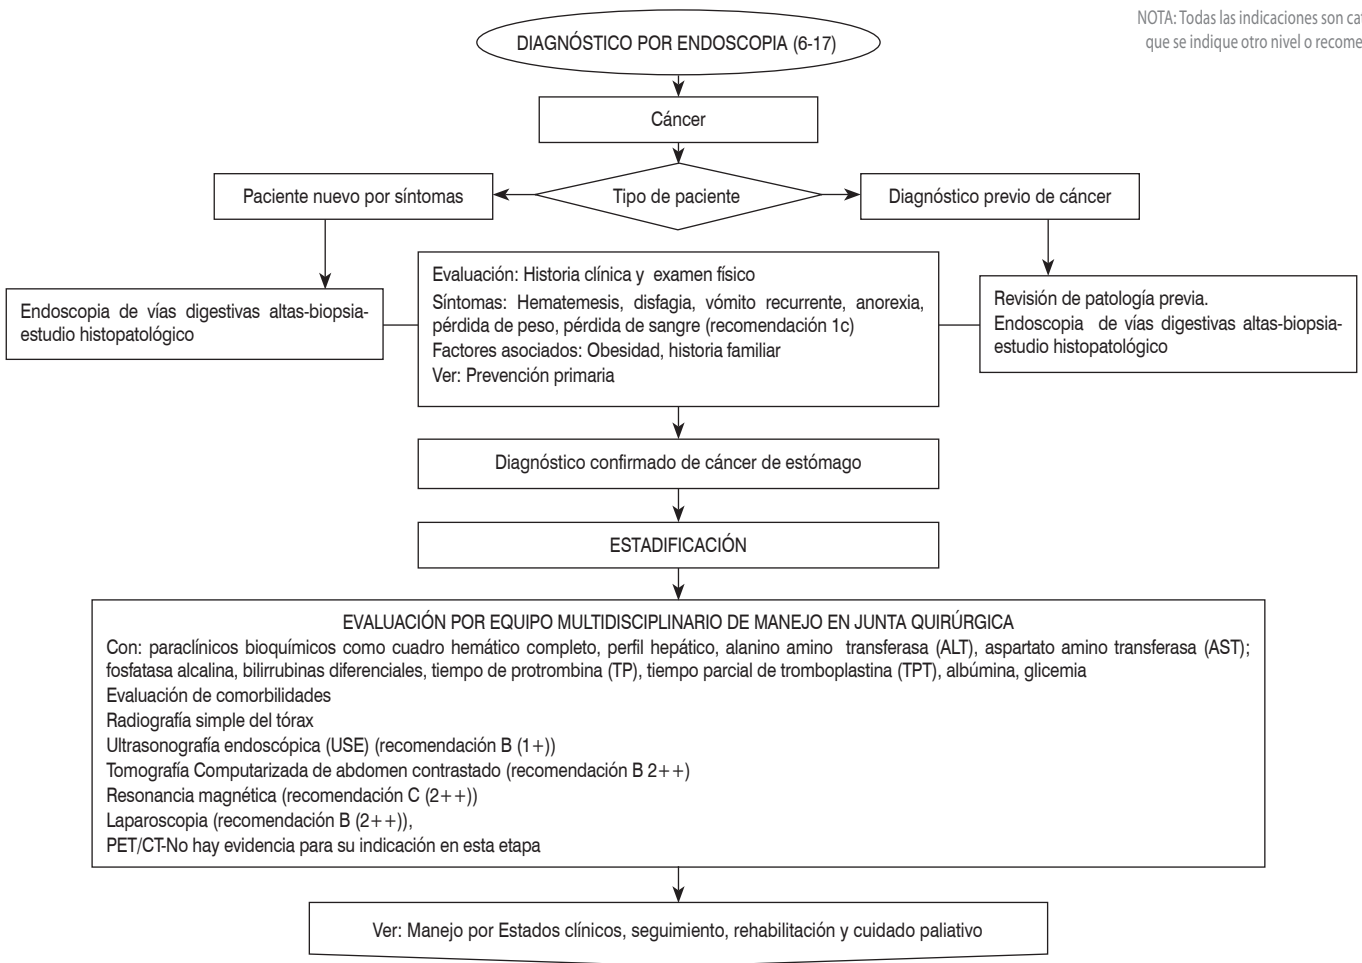 NOTA: Todas las indicaciones son
que se indique otro nivel o
DIAGNÓSTICO POR ENDOSCOPIA (6-17)
Cáncer
Paciente nuevo por síntomas
Tipo de paciente
Diagnóstico previo de cáncer
Endoscopia de vías digestivas altas-biopsia-
estudio histopatológico
Evaluación: Historia clínica y examen físico
Síntomas: Hematemesis, disfagia, vómito recurrente, anorexia,
pérdida de peso, pérdida de sangre (recomendación 1c)
Factores asociados: Obesidad, historia familiar
Ver: Prevención primaria
Revisión de patología previa.
Endoscopia de vías digestivas altas-biopsia-
estudio histopatológico
Diagnóstico confirmado de cáncer de estómago
ESTADIFICACIÓN
EVALUACIÓN POR EQUIPO MULTIDISCIPLINARIO DE MANEJO EN JUNTA QUIRÚRGICA
Con: paraclínicos bioquímicos como cuadro hemático completo, perfil hepático, alanino amino transferasa (ALT), aspartato amino transferasa (AST);
fosfatasa alcalina, bilirrubinas diferenciales, tiempo de protrombina (TP), tiempo parcial de tromboplastina (TPT), albúmina, glicemia
Evaluación de comorbilidades
Radiografía simple del tórax
Ultrasonografía endoscópica (USE) (recomendación B (1+))
Tomografía Computarizada de abdomen contrastado (recomendación B 2++)
Resonancia magnética (recomendación C (2++))
Laparoscopia (recomendación B (2++)),
PET/CT-No hay evidencia para su indicación en esta etapa
Ver: Manejo por Estados clínicos, seguimiento, rehabilitación y cuidado paliativo